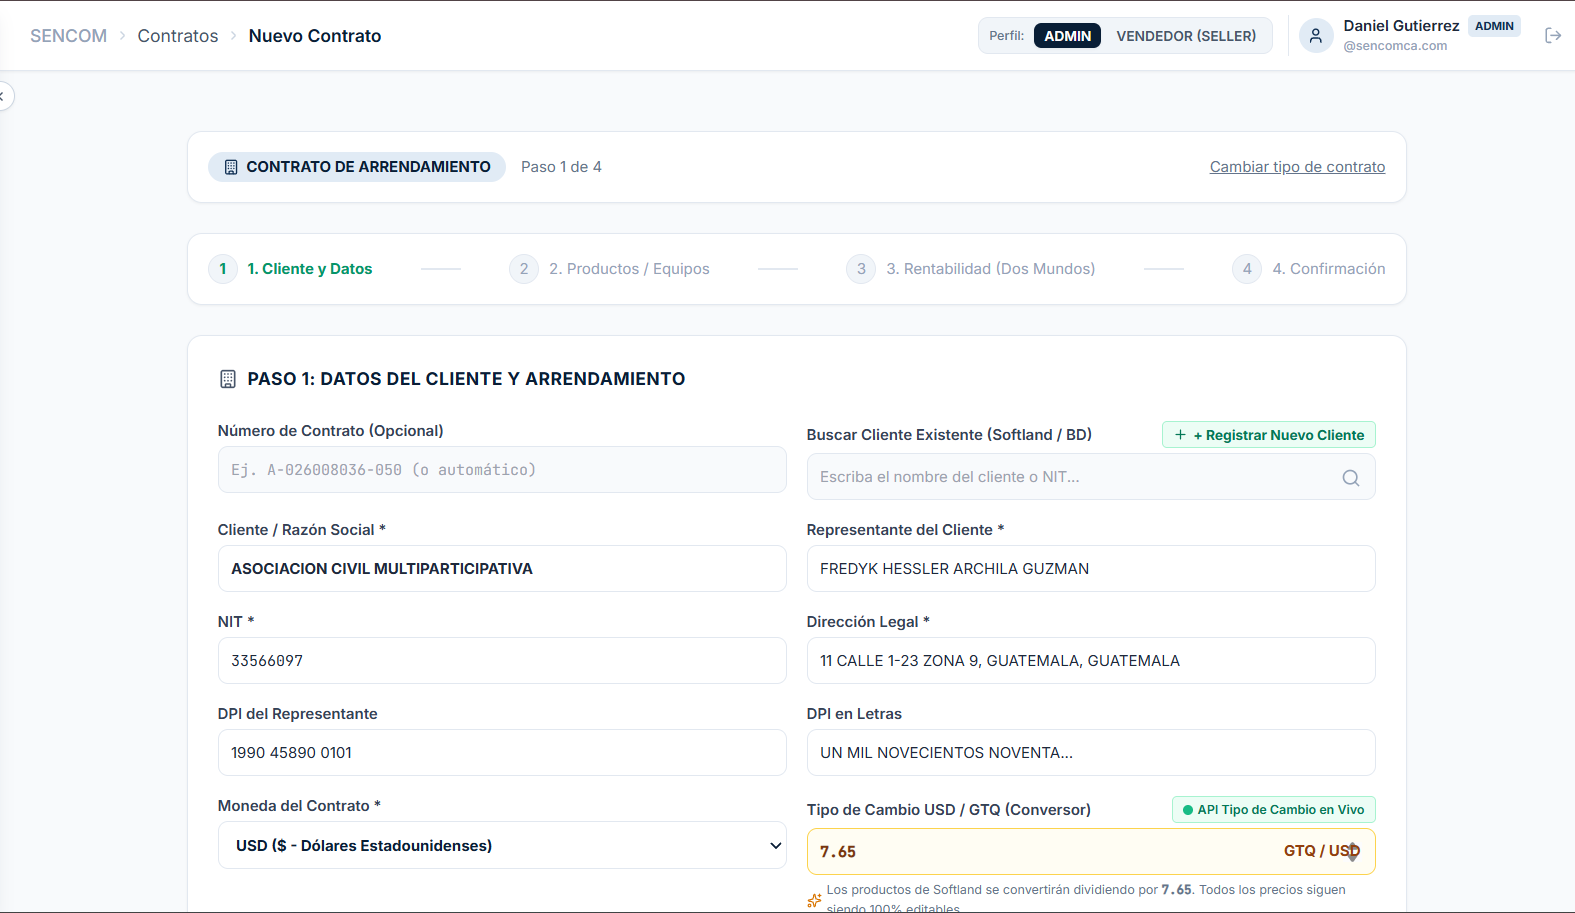 SENCOM > Contratos > Nuevo Contrato
Perfil: ADMIN VENDEDOR (SELLER)
Daniel Gutierrez ADMIN
@sencomca.com
CONTRATO DE ARRENDAMIENTO Paso 1 de 4 Cambiar tipo de contrato
1 1. Cliente y Datos 2 2. Productos / Equipos 3 3. Rentabilidad (Dos Mundos) 4 4. Confirmación
PASO 1: DATOS DEL CLIENTE Y ARRENDAMIENTO
Número de Contrato (Opcional)
Ej. A-026008036-050 (o automático)
Buscar Cliente Existente (Softland / BD) + + Registrar Nuevo Cliente
Escriba el nombre del cliente o NIT...
Cliente / Razón Social *
ASOCIACION CIVIL MULTIPARTICIPATIVA
Representante del Cliente *
FREDYK HESSLER ARCHILA GUZMAN
NIT *
33566097
Dirección Legal *
11 CALLE 1-23 ZONA 9, GUATEMALA, GUATEMALA
DPI del Representante
1990 45890 0101
DPI en Letras
UN MIL NOVECIENTOS NOVENTA...
Moneda del Contrato *
USD ($ - Dólares Estadounidenses)
Tipo de Cambio USD / GTQ (Conversor) API Tipo de Cambio en Vivo
7.65 GTQ / USD
Los productos de Softland se convertirán dividiendo por 7.65. Todos los precios siguen
siendo 100% editables.